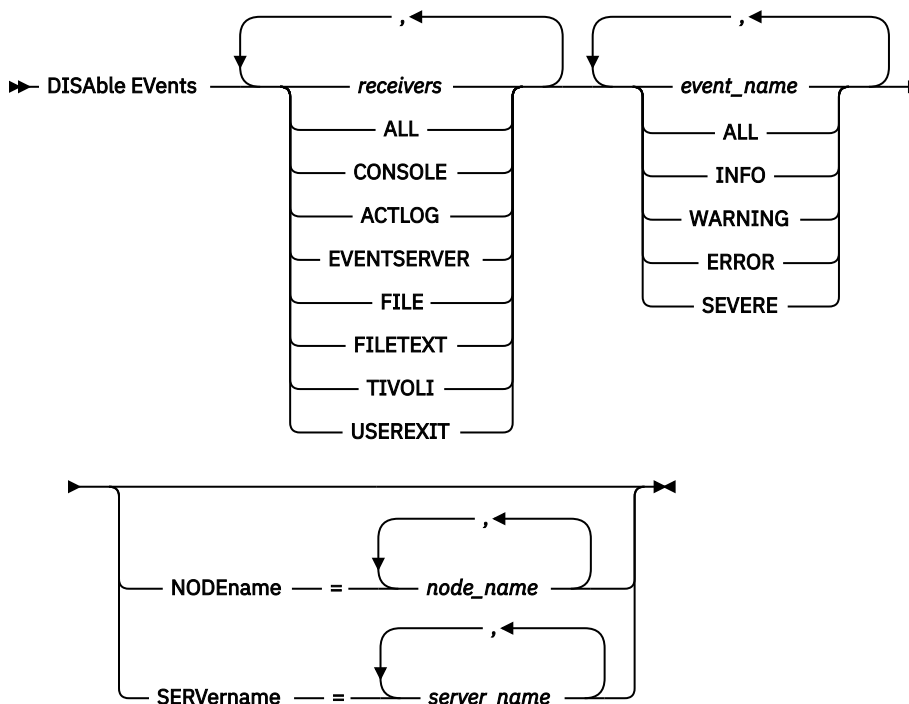 , ,
DISAble EVents receivers event_name
ALL ALL
CONSOLE INFO
ACTLOG WARNING
EVENTSERVER ERROR
FILE SEVERE
FILETEXT
TIVOLI
USEREXIT
,
NODEname = node_name
,
SERVername = server_name